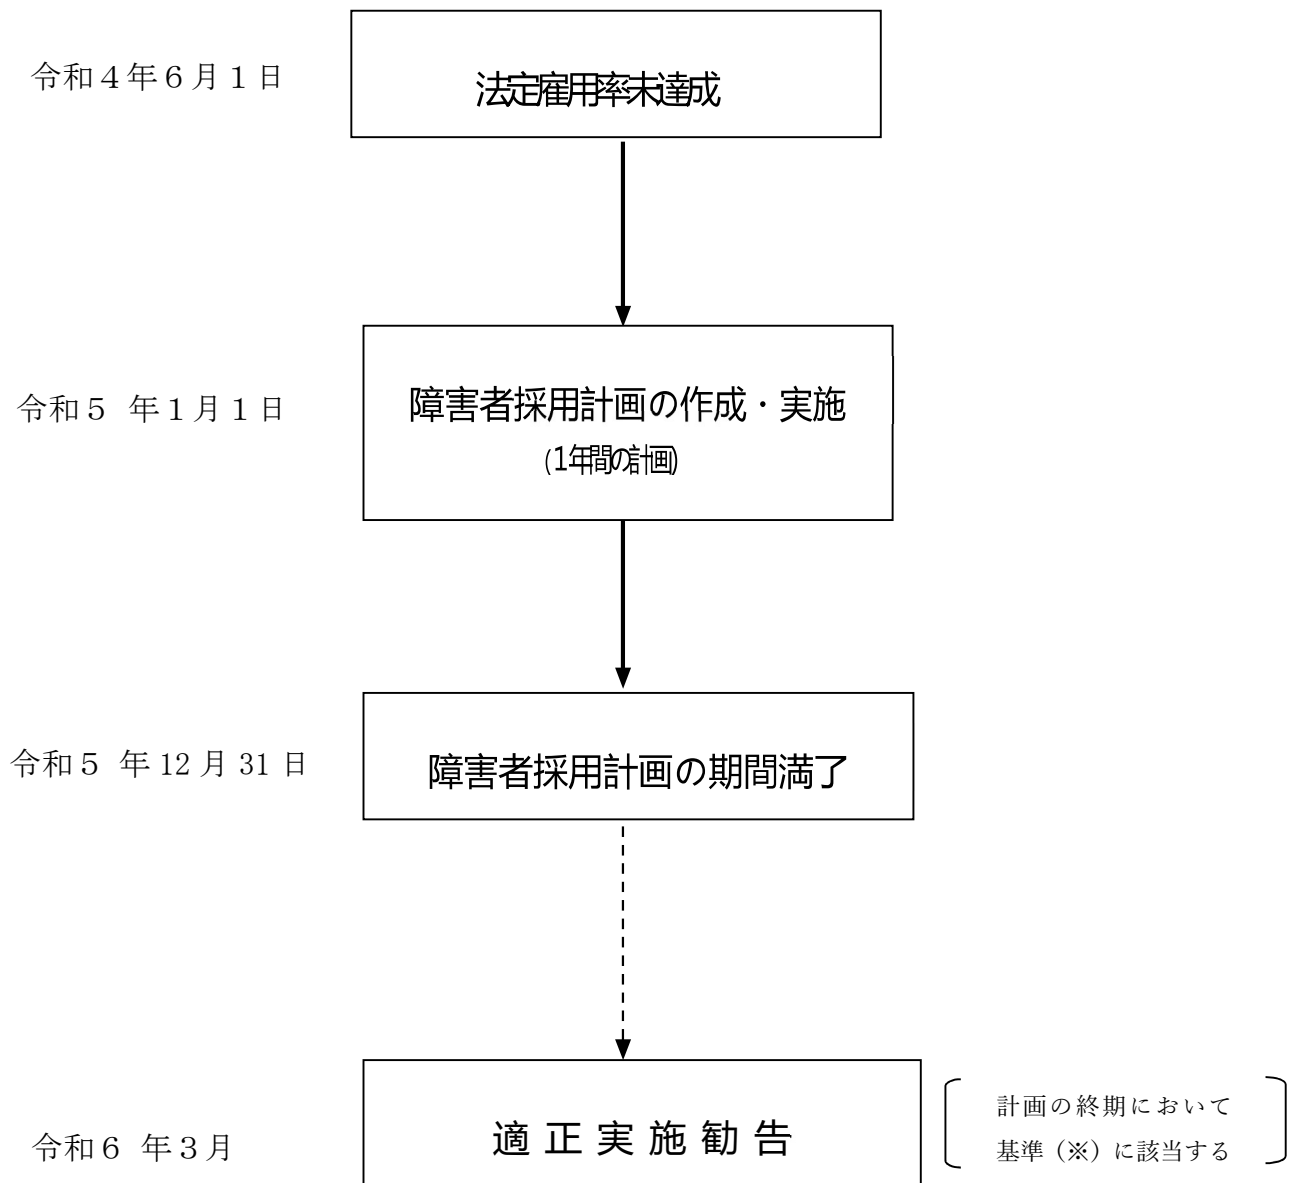 令和４年６月１日
法定雇用率未達成
令和５ 年１月１日
障害者採用計画の作成・実施
(１年間の計画)
令和５ 年 12 月 31 日
障害者採用計画の期間満了
令和６ 年３月
適 正 実 施 勧 告
計画の終期において
基準（※）に該当する